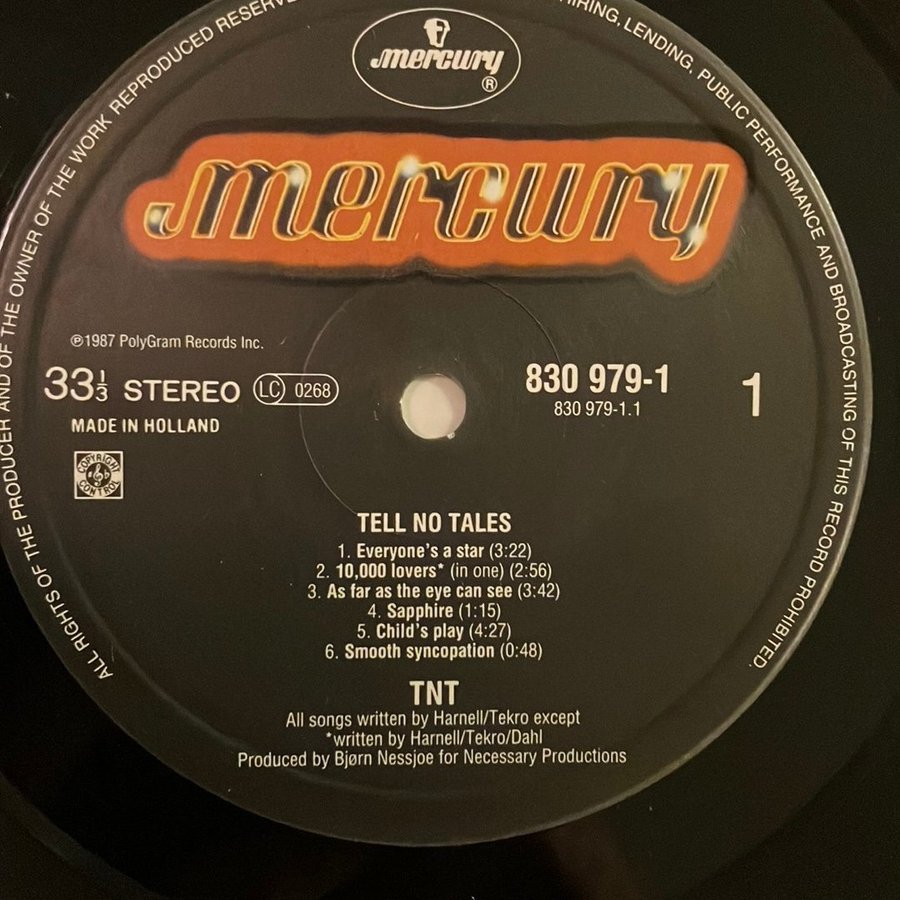 mercury
®
mercury
ALL RIGHTS OF THE PRODUCER AND OF THE OWNER OF THE WORK REPRODUCED RESERVED
HIRING, LENDING, PUBLIC PERFORMANCE AND BROADCASTING OF THIS RECORD PROHIBITED.
℗1987 PolyGram Records Inc.
33⅓ STEREO LC 0268
MADE IN HOLLAND
COPYRIGHT
CONTROL
830 979-1
830 979-1.1
1
TELL NO TALES
1. Everyone's a star (3:22)
2. 10,000 lovers* (in one) (2:56)
3. As far as the eye can see (3:42)
4. Sapphire (1:15)
5. Child's play (4:27)
6. Smooth syncopation (0:48)
TNT
All songs written by Harnell/Tekro except
*written by Harnell/Tekro/Dahl
Produced by Bjørn Nessjoe for Necessary Productions